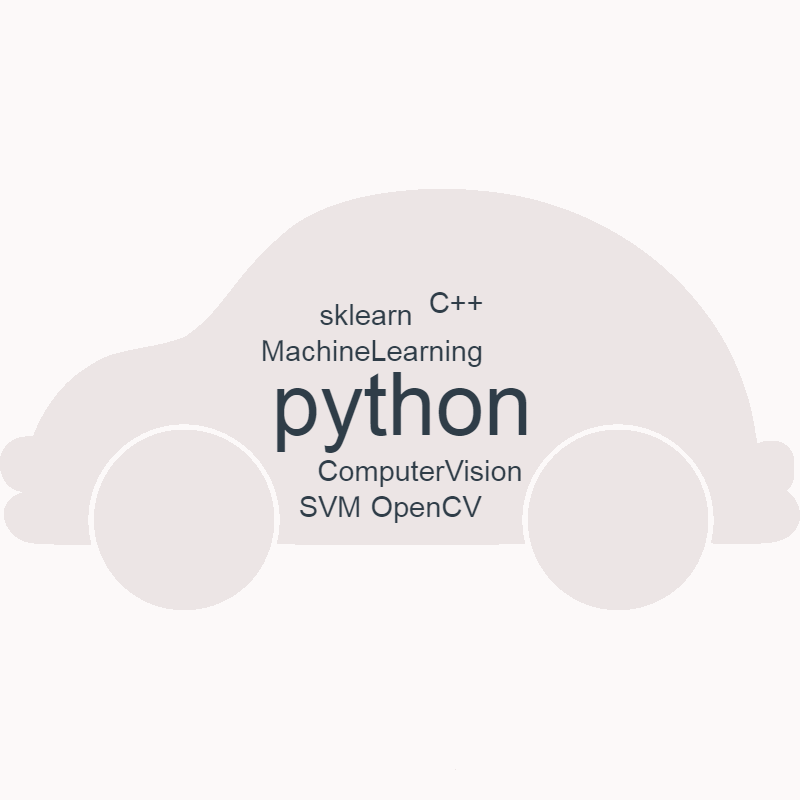 C++
sklearn
MachineLearning
python
ComputerVision
SVM OpenCV